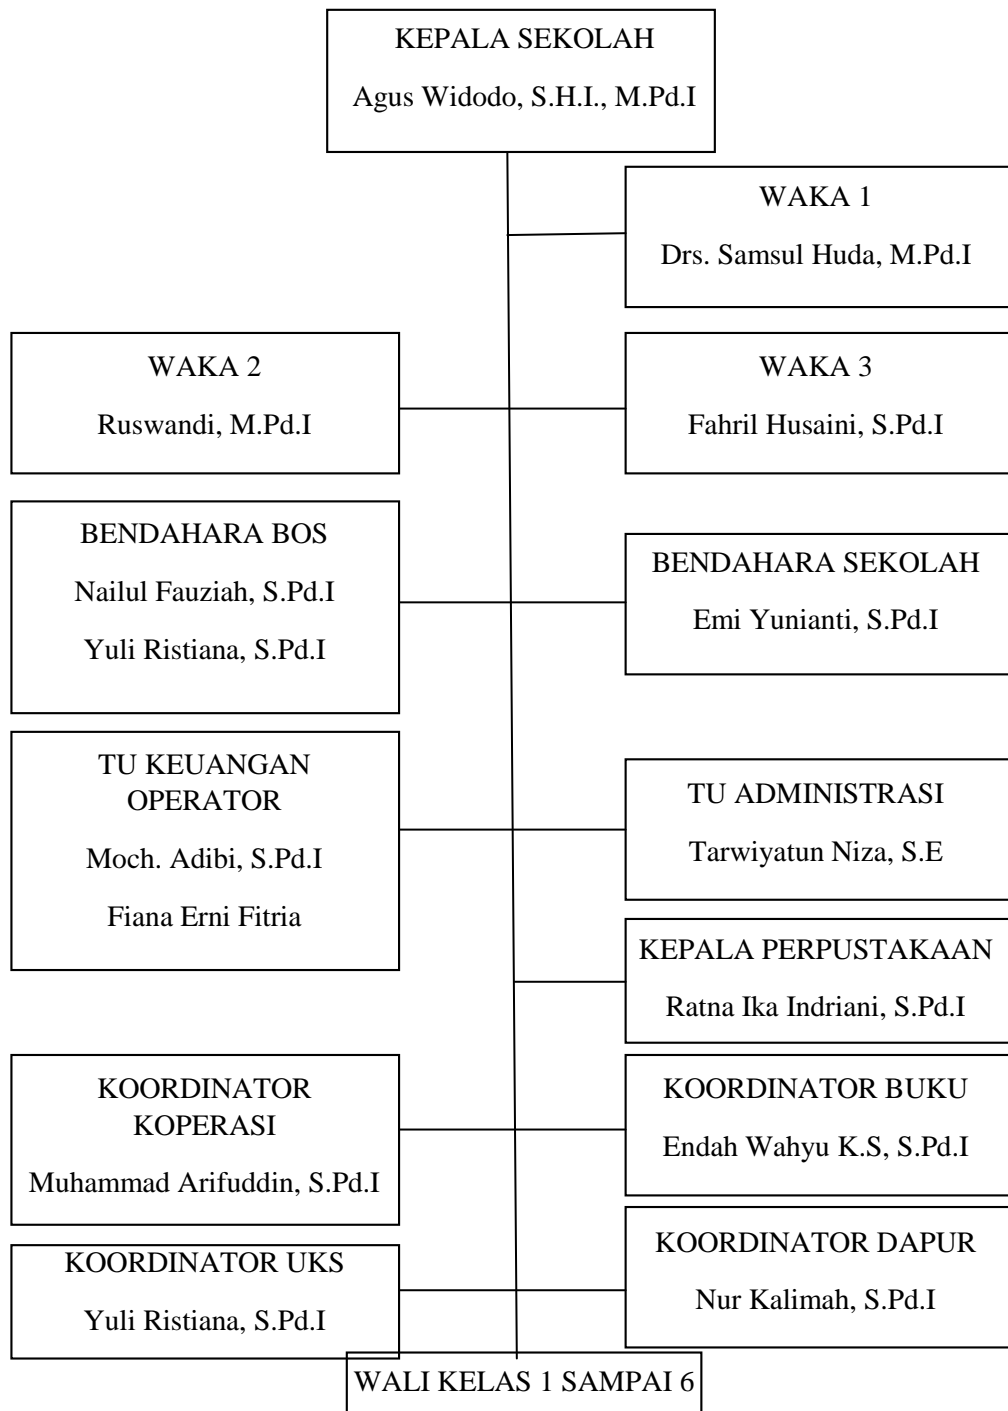 KEPALA SEKOLAH
Agus Widodo, S.H.I., M.Pd.I
WAKA 1
Drs. Samsul Huda, M.Pd.I
WAKA 2
Ruswandi, M.Pd.I
WAKA 3
Fahril Husaini, S.Pd.I
BENDAHARA BOS
Nailul Fauziah, S.Pd.I
Yuli Ristiana, S.Pd.I
BENDAHARA SEKOLAH
Emi Yunianti, S.Pd.I
TU KEUANGAN
OPERATOR
Moch. Adibi, S.Pd.I
Fiana Erni Fitria
TU ADMINISTRASI
Tarwiyatun Niza, S.E
KEPALA PERPUSTAKAAN
Ratna Ika Indriani, S.Pd.I
KOORDINATOR
KOPERASI
Muhammad Arifuddin, S.Pd.I
KOORDINATOR BUKU
Endah Wahyu K.S, S.Pd.I
KOORDINATOR UKS
Yuli Ristiana, S.Pd.I
KOORDINATOR DAPUR
Nur Kalimah, S.Pd.I
WALI KELAS 1 SAMPAI 6